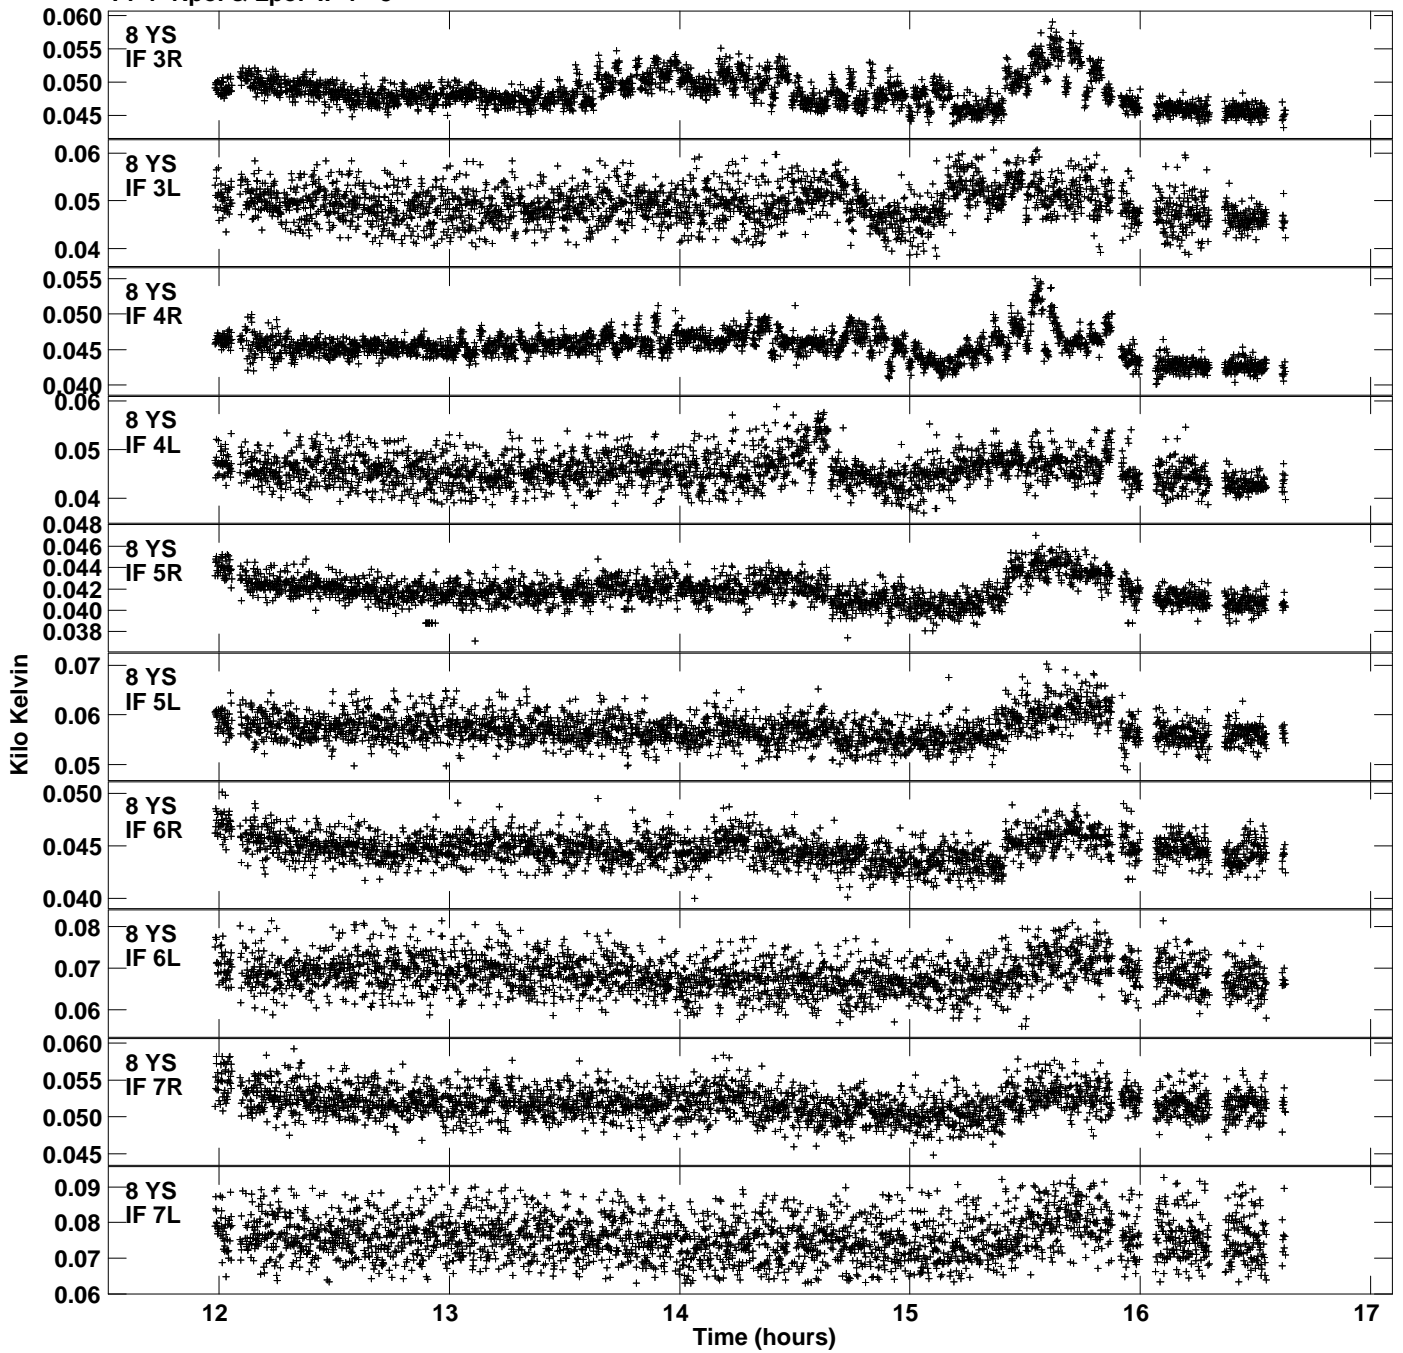 0.060
0.055
0.050
0.045
8 YS
IF 3R
0.06
0.05
0.04
8 YS
IF 3L
0.055
0.050
0.045
0.040
8 YS
IF 4R
0.06
0.05
0.04
8 YS
IF 4L
0.048
0.046
0.044
0.042
0.040
0.038
8 YS
IF 5R
0.07
0.06
0.05
8 YS
IF 5L
0.050
0.045
0.040
8 YS
IF 6R
0.08
0.07
0.06
8 YS
IF 6L
0.060
0.055
0.050
0.045
8 YS
IF 7R
0.09
0.08
0.07
0.06
8 YS
IF 7L
Kilo Kelvin
12 13 14 15 16 17
Time (hours)